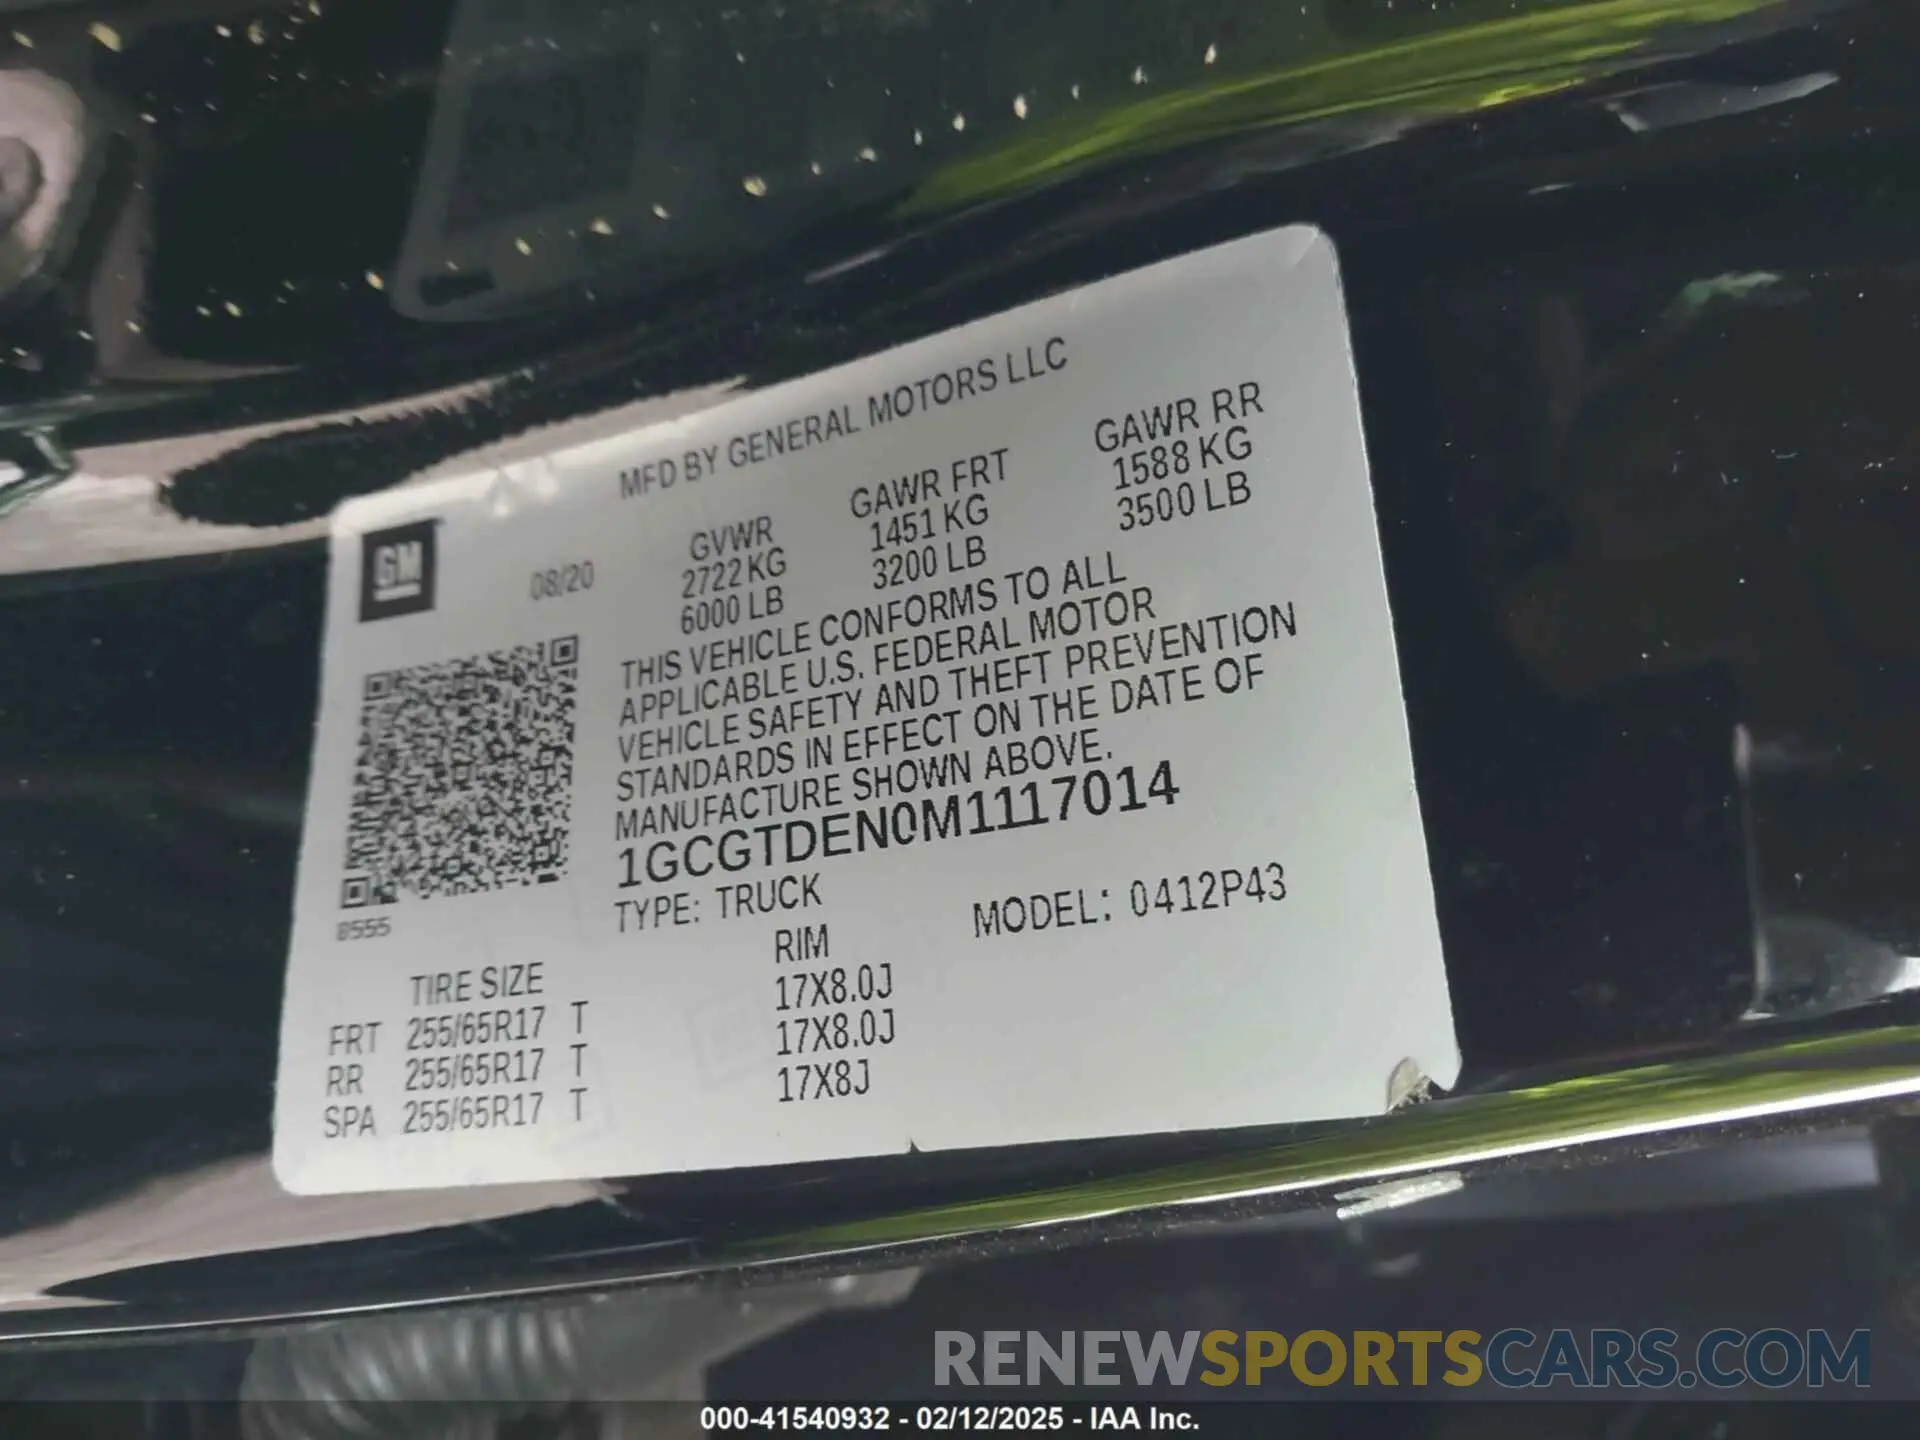 MFD BY GENERAL MOTORS LLC
GM
08/20
GVWR
2722 KG
6000 LB
GAWR FRT
1451 KG
3200 LB
GAWR RR
1588 KG
3500 LB
THIS VEHICLE CONFORMS TO ALL
APPLICABLE U.S. FEDERAL MOTOR
VEHICLE SAFETY AND THEFT PREVENTION
STANDARDS IN EFFECT ON THE DATE OF
MANUFACTURE SHOWN ABOVE.
1GCGTDEN0M1117014
TYPE: TRUCK
MODEL: 0412P43
8555
TIRE SIZE RIM
FRT 255/65R17 T 17X8.0J
RR 255/65R17 T 17X8.0J
SPA 255/65R17 T 17X8J
RENEWSPORTSCARS.COM
000-41540932 - 02/12/2025 - IAA Inc.